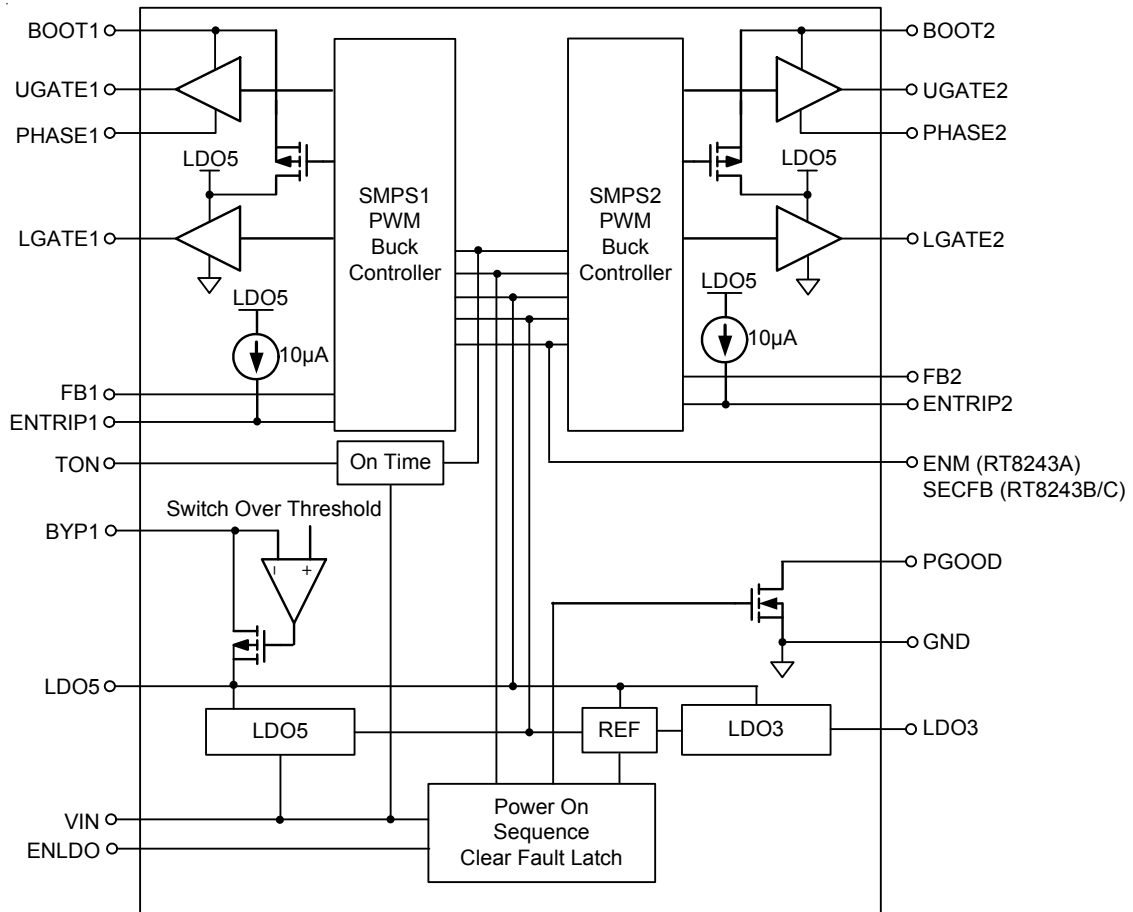 BOOT1
BOOT2
UGATE1
UGATE2
PHASE1
PHASE2
LDO5
LDO5
SMPS1
PWM
Buck
Controller
SMPS2
PWM
Buck
Controller
LGATE1
LGATE2
LDO5
LDO5
10µA
10µA
FB1
FB2
ENTRIP1
ENTRIP2
TON
On Time
ENM (RT8243A)
SECFB (RT8243B/C)
Switch Over Threshold
BYP1
- +
PGOOD
GND
LDO5
LDO5
REF
LDO3
LDO3
VIN
ENLDO
Power On
Sequence
Clear Fault Latch